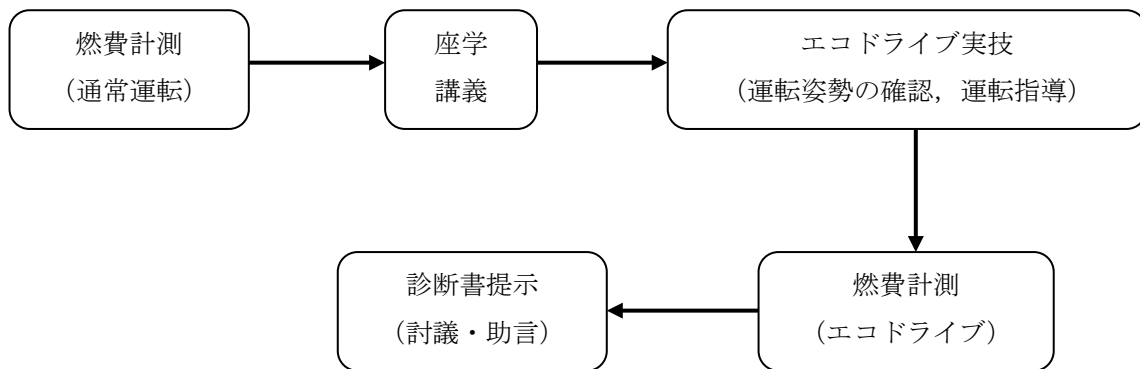 燃費計測
（通常運転）
座学
講義
エコドライブ実技
（運転姿勢の確認，運転指導）
燃費計測
（エコドライブ）
診断書提示
（討議・助言）